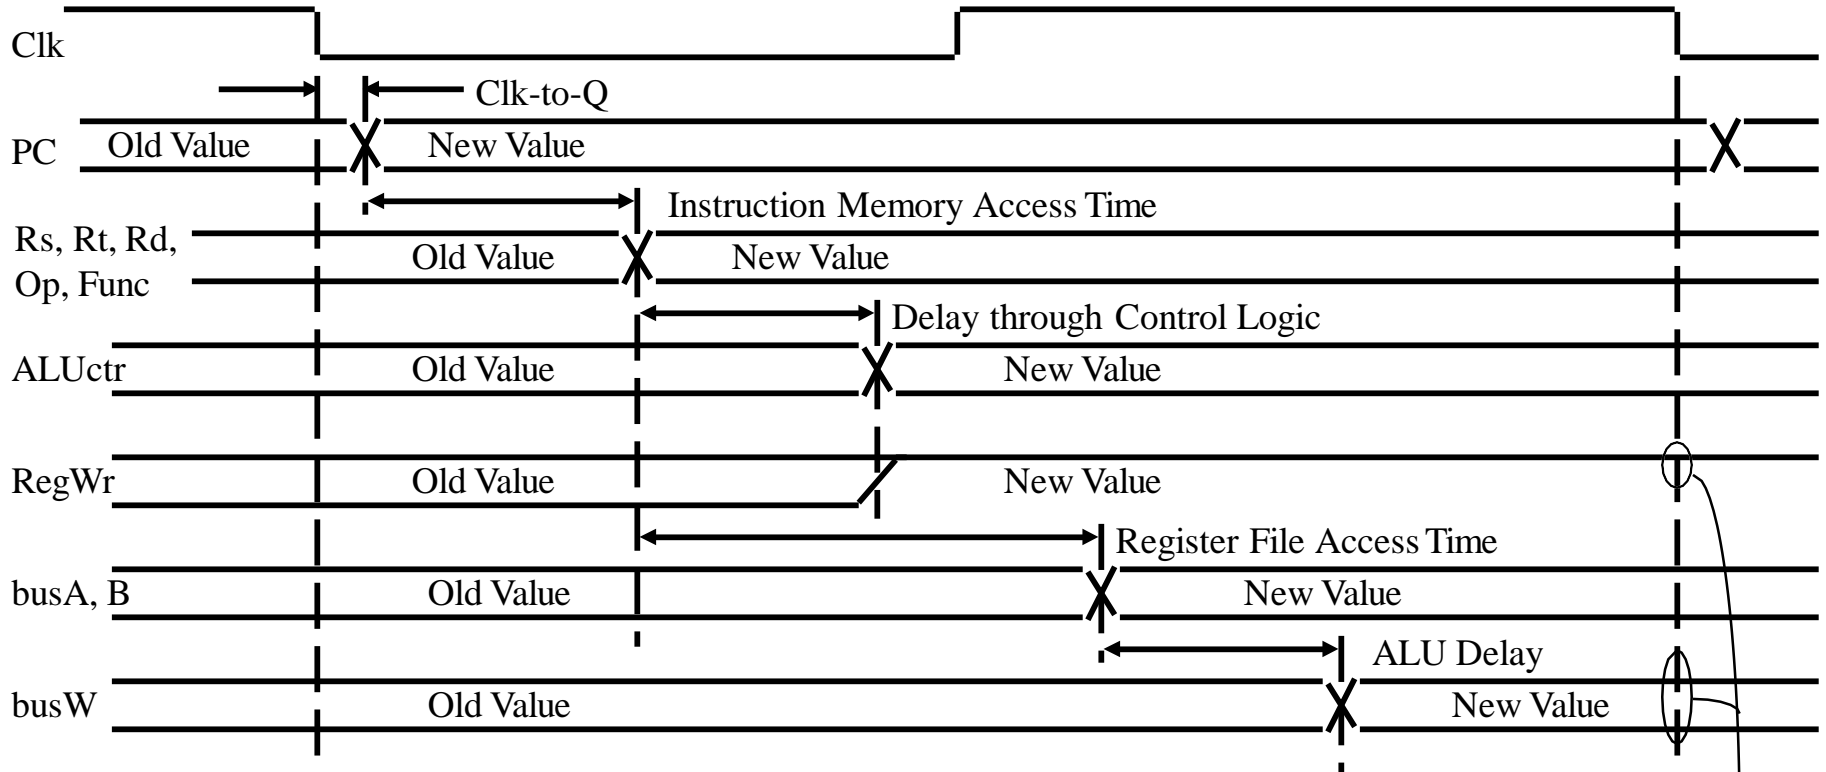 Clk
Clk-to-Q
PC Old Value New Value
Instruction Memory Access Time
Rs, Rt, Rd,
Op, Func
Old Value New Value
Delay through Control Logic
ALUctr Old Value New Value
RegWr Old Value New Value
Register File Access Time
busA, B Old Value New Value
ALU Delay
busW Old Value New Value